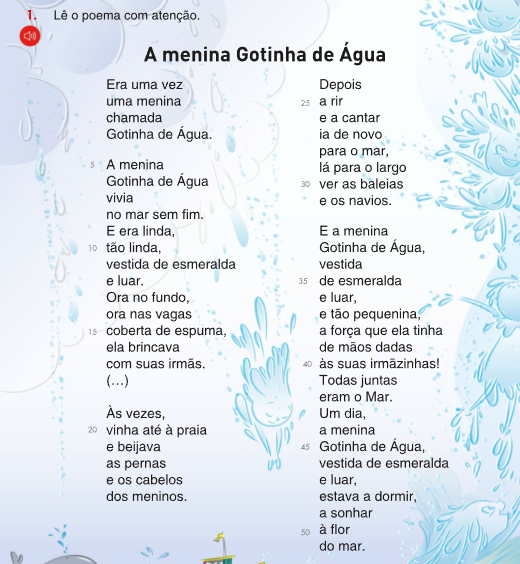 1. Lê o poema com atenção.
A menina Gotinha de Água
Era uma vez
uma menina
chamada
Gotinha de Água.
5 A menina
Gotinha de Água
vivia
no mar sem fim.
E era linda,
10 tão linda,
vestida de esmeralda
e luar.
Ora no fundo,
ora nas vagas
15 coberta de espuma,
ela brincava
com suas irmãs.
(...)
Às vezes,
20 vinha até à praia
e beijava
as pernas
e os cabelos
dos meninos.
Depois
25 a rir
e a cantar
ia de novo
para o mar,
lá para o largo
30 ver as baleias
e os navios.
E a menina
Gotinha de Água,
vestida
35 de esmeralda
e luar,
e tão pequenina,
a força que ela tinha
de mãos dadas
40 às suas irmãzinhas!
Todas juntas
eram o Mar.
Um dia,
a menina
45 Gotinha de Água,
vestida de esmeralda
e luar,
estava a dormir,
a sonhar
50 à flor
do mar.